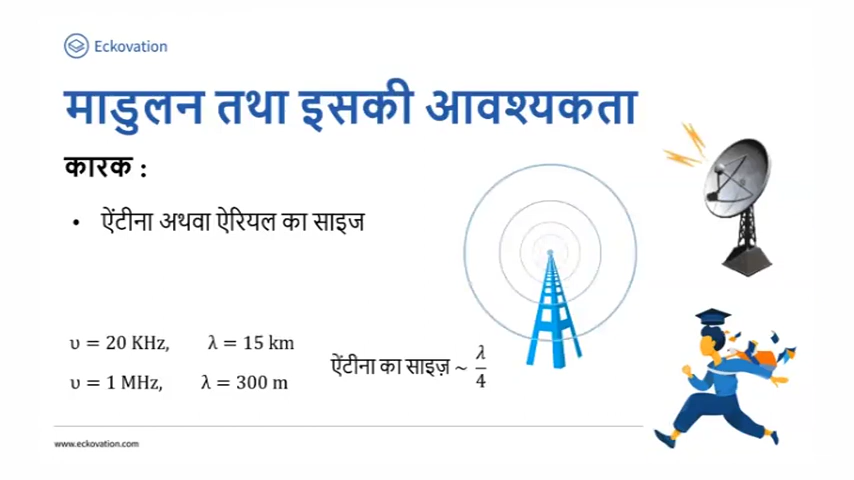 Eckovation
माडुलन तथा इसकी आवश्यकता
कारक :
• ऐंटीना अथवा ऐरियल का साइज
υ = 20 KHz, λ = 15 km
υ = 1 MHz, λ = 300 m
ऐंटीना का साइज़ ~ λ/4
www.eckovation.com